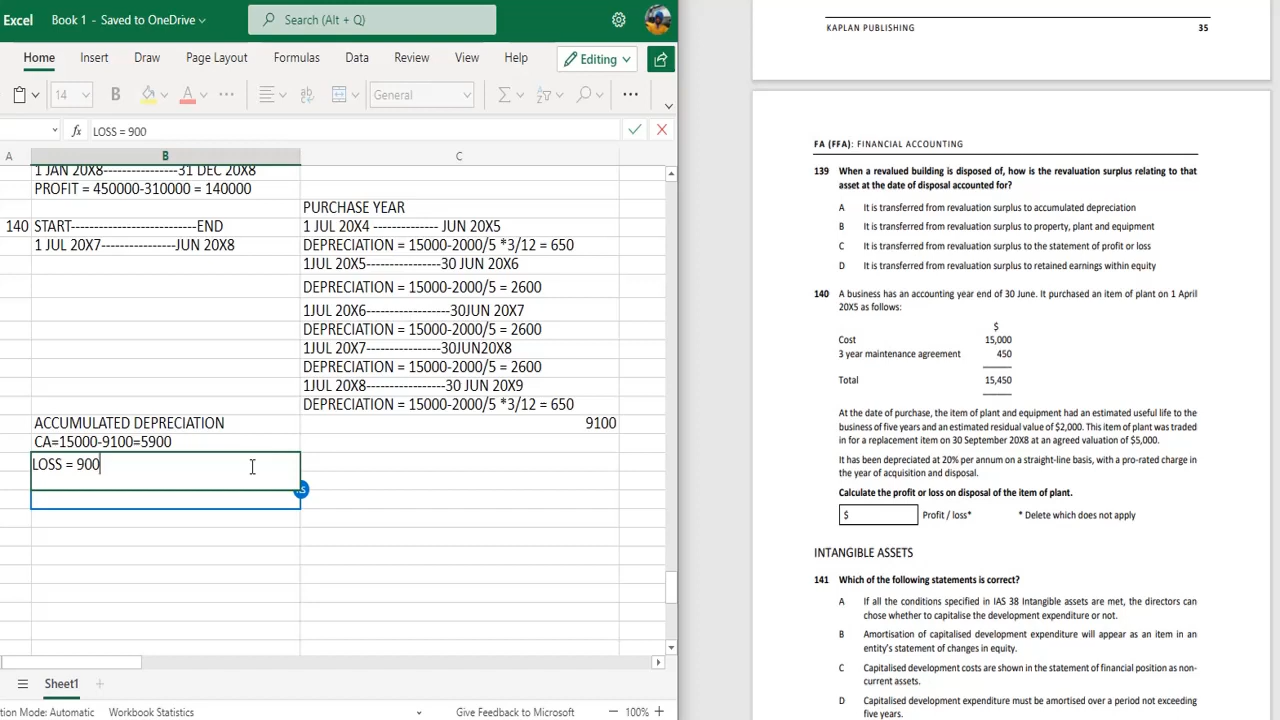 Excel Book 1 - Saved to OneDrive
Search (Alt + Q)
Home Insert Draw Page Layout Formulas Data Review View Help Editing
14 B A General
fx LOSS = 900
A B C
1 JAN 20X8----------------31 DEC 20X8
PROFIT = 450000-310000 = 140000
PURCHASE YEAR
140 START---------------------------END 1 JUL 20X4 -------------- JUN 20X5
1 JUL 20X7----------------JUN 20X8 DEPRECIATION = 15000-2000/5 *3/12 = 650
1JUL 20X5---------------30 JUN 20X6
DEPRECIATION = 15000-2000/5 = 2600
1JUL 20X6------------------30JUN 20X7
DEPRECIATION = 15000-2000/5 = 2600
1JUL 20X7-----------------30JUN20X8
DEPRECIATION = 15000-2000/5 = 2600
1JUL 20X8-----------------30 JUN 20X9
DEPRECIATION = 15000-2000/5 *3/12 = 650
ACCUMULATED DEPRECIATION 9100
CA=15000-9100=5900
LOSS = 900
Sheet1
tion Mode: Automatic Workbook Statistics Give Feedback to Microsoft 100%
KAPLAN PUBLISHING 35
FA (FFA): FINANCIAL ACCOUNTING
139 When a revalued building is disposed of, how is the revaluation surplus relating to that
asset at the date of disposal accounted for?
A It is transferred from revaluation surplus to accumulated depreciation
B It is transferred from revaluation surplus to property, plant and equipment
C It is transferred from revaluation surplus to the statement of profit or loss
D It is transferred from revaluation surplus to retained earnings within equity
140 A business has an accounting year end of 30 June. It purchased an item of plant on 1 April
20X5 as follows:
$
Cost 15,000
3 year maintenance agreement 450
Total 15,450
At the date of purchase, the item of plant and equipment had an estimated useful life to the
business of five years and an estimated residual value of $2,000. This item of plant was traded
in for a replacement item on 30 September 20X8 at an agreed valuation of $5,000.
It has been depreciated at 20% per annum on a straight-line basis, with a pro-rated charge in
the year of acquisition and disposal.
Calculate the profit or loss on disposal of the item of plant.
$ Profit / loss* * Delete which does not apply
INTANGIBLE ASSETS
141 Which of the following statements is correct?
A If all the conditions specified in IAS 38 Intangible assets are met, the directors can
chose whether to capitalise the development expenditure or not.
B Amortisation of capitalised development expenditure will appear as an item in an
entity's statement of changes in equity.
C Capitalised development costs are shown in the statement of financial position as non-
current assets.
D Capitalised development expenditure must be amortised over a period not exceeding
five years.